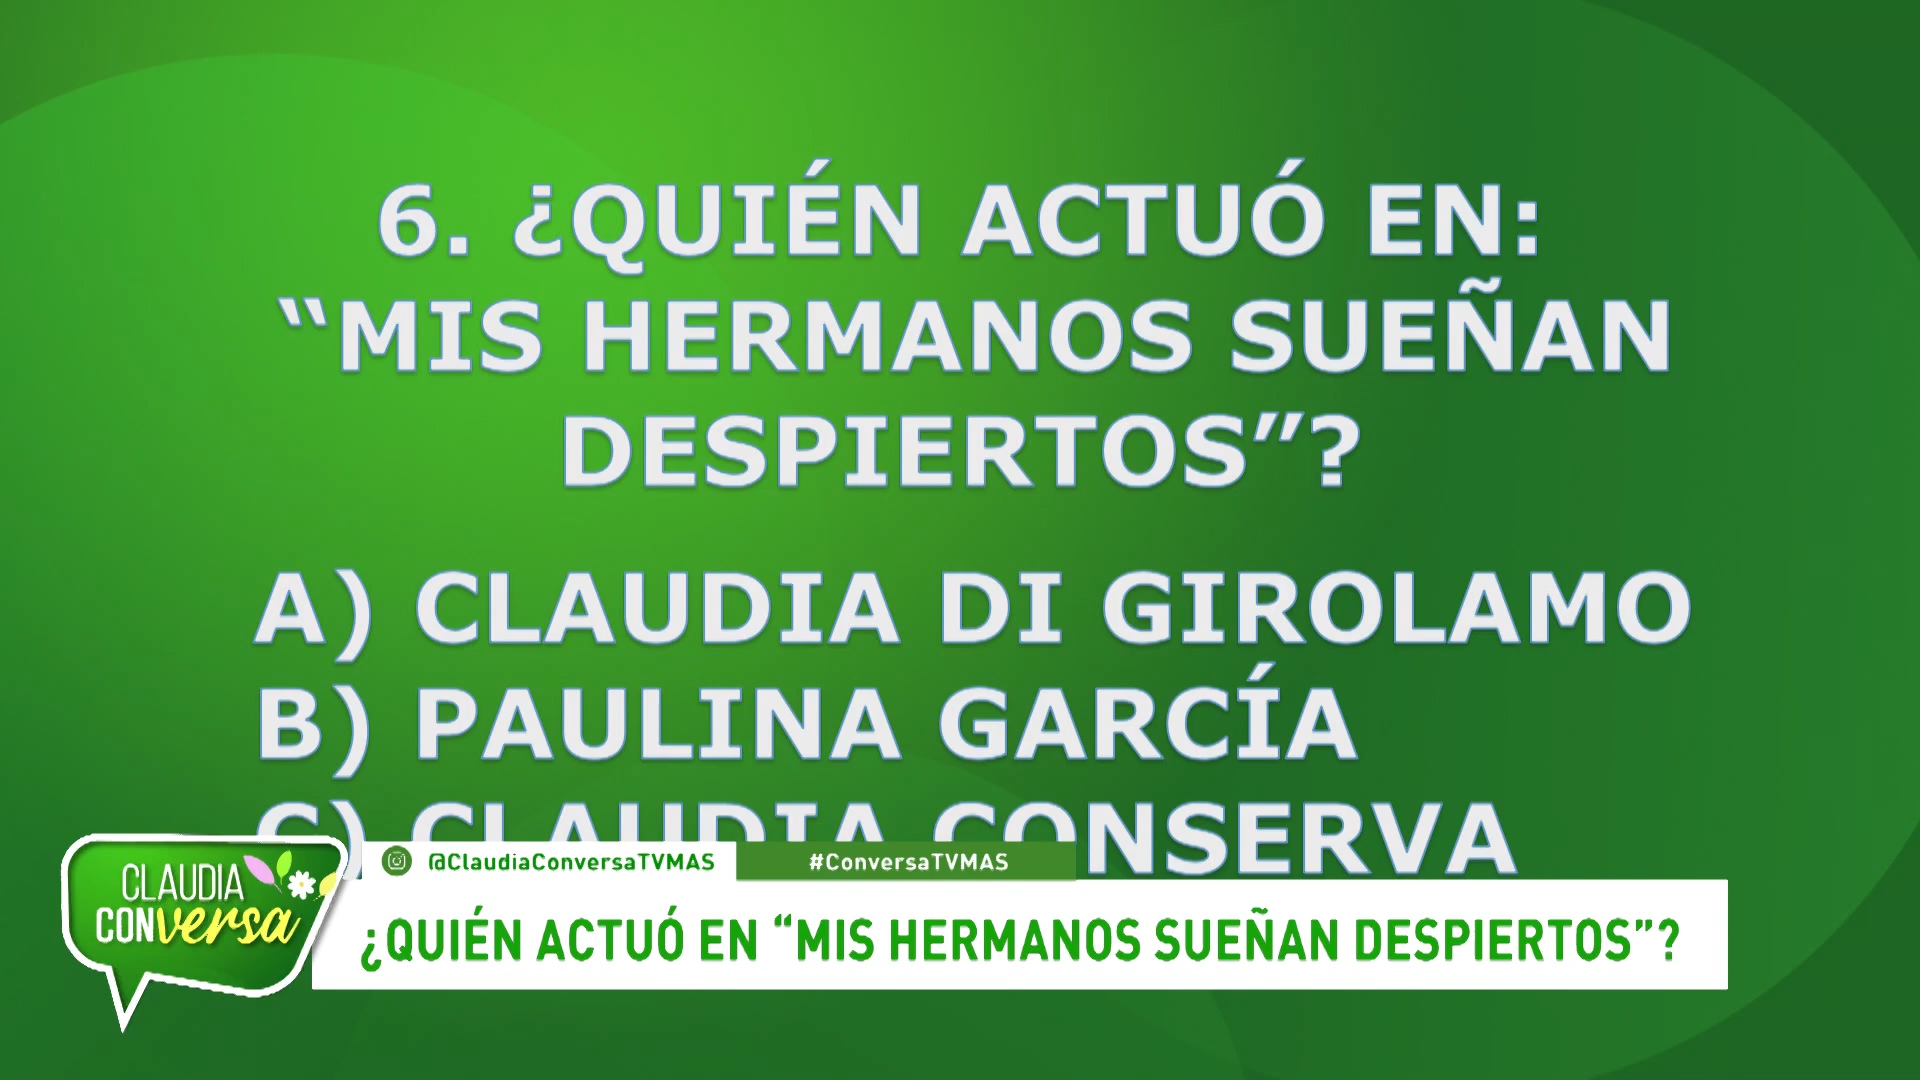 6. ¿QUIÉN ACTUÓ EN:
“MIS HERMANOS SUEÑAN
DESPIERTOS”?
A) CLAUDIA DI GIROLAMO
B) PAULINA GARCÍA
C) CLAUDIA CONSERVA
@ClaudiaConversaTVMAS
#ConversaTVMAS
CLAUDIA
CONversa
¿QUIÉN ACTUÓ EN “MIS HERMANOS SUEÑAN DESPIERTOS”?